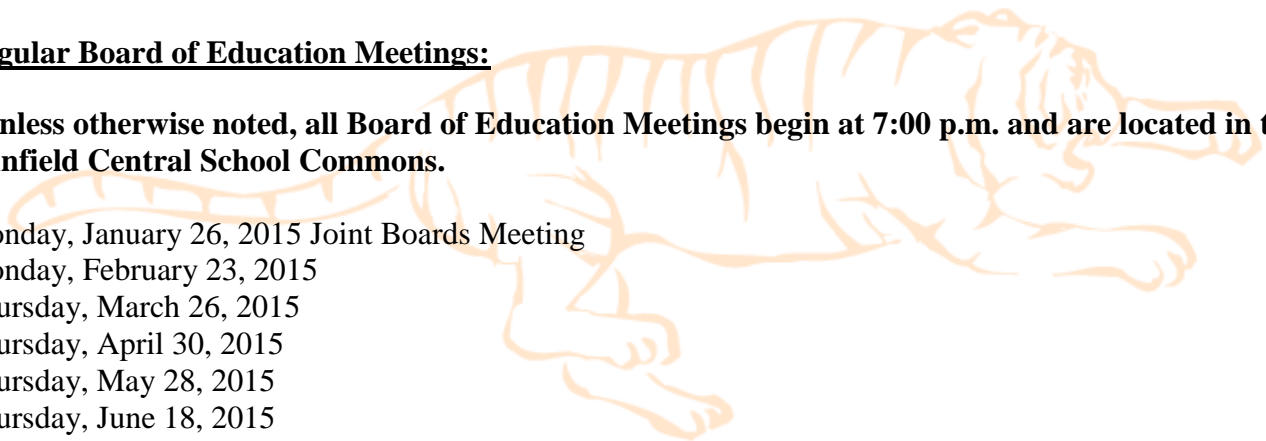 gular Board of Education Meetings:
nless otherwise noted, all Board of Education Meetings begin at 7:00 p.m. and are located in t
nfield Central School Commons.
onday, January 26, 2015 Joint Boards Meeting
onday, February 23, 2015
ursday, March 26, 2015
ursday, April 30, 2015
ursday, May 28, 2015
ursday, June 18, 2015